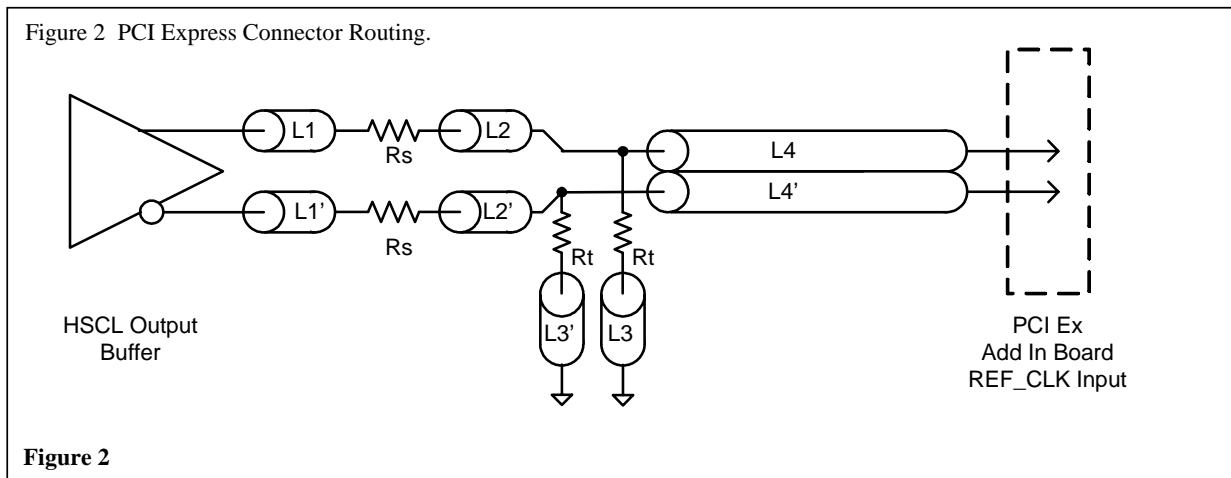 Figure 2 PCI Express Connector Routing.
L1
Rs
L2
L4
L1’
Rs
L2’
L4’
Rt
Rt
L3’
L3
HSCL Output
Buffer
PCI Ex
Add In Board
REF_CLK Input
Figure 2